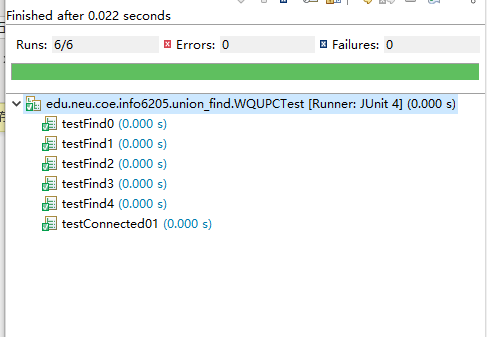 Finished after 0.022 seconds
Runs: 6/6 Errors: 0 Failures: 0
edu.neu.coe.info6205.union_find.WQUPCTest [Runner: JUnit 4] (0.000 s)
testFind0 (0.000 s)
testFind1 (0.000 s)
testFind2 (0.000 s)
testFind3 (0.000 s)
testFind4 (0.000 s)
testConnected01 (0.000 s)